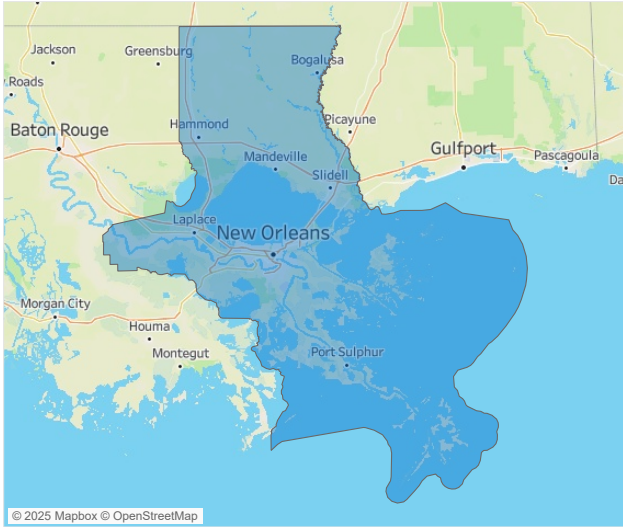 Jackson
Greensburg
Bogalusa
Roads
Picayune
Baton Rouge
Hammond
Gulfport
Mandeville
Pascagoula
Slidell
Da
Laplace
New Orleans
Morgan City
Houma
Montegut
Port Sulphur
© 2025 Mapbox © OpenStreetMap